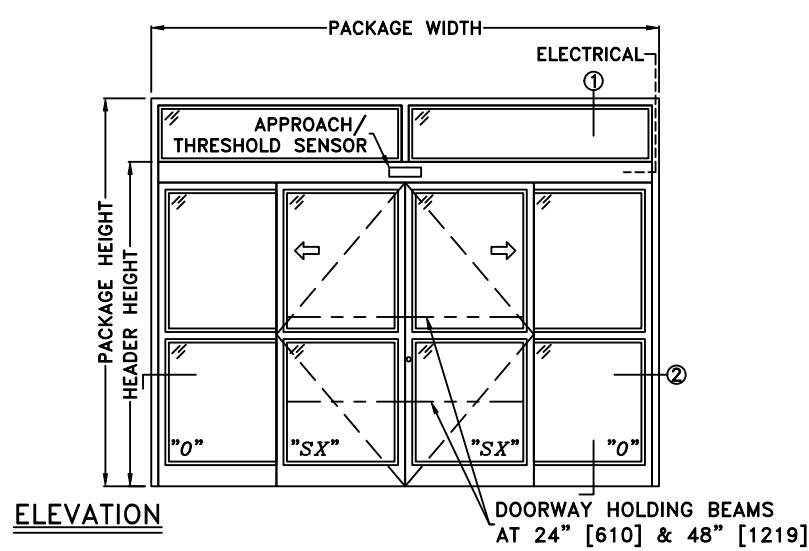 PACKAGE WIDTH
ELECTRICAL
1
APPROACH/
THRESHOLD SENSOR
PACKAGE HEIGHT
HEADER HEIGHT
2
"O"
"SX"
"SX"
"O"
ELEVATION
DOORWAY HOLDING BEAMS
AT 24" [610] & 48" [1219]